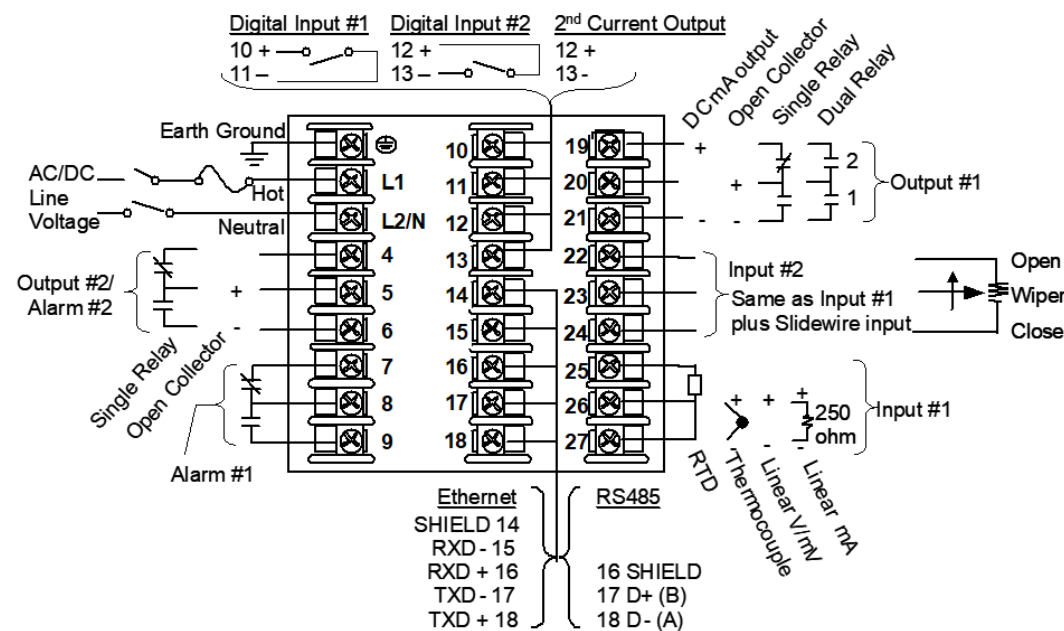 Digital Input #1
10 +
11 –
Digital Input #2
12 +
13 –
2nd Current Output
12 +
13 -
DC mA output
Open Collector
Single Relay
Dual Relay
Earth Ground
AC/DC
Line
Voltage
Hot
Neutral
L1
L2/N
4
5
6
7
8
9
10
11
12
13
14
15
16
17
18
19
20
21
22
23
24
25
26
27
+
+
-
-
2
1
Output #1
Output #2/
Alarm #2
+
-
Single Relay
Open Collector
Alarm #1
Input #2
Same as Input #1
plus Slidewire input
Open
Wiper
Close
+
+
+
250
ohm
-
-
-
Input #1
RTD
Thermocouple
Linear V/mV
Linear mA
Ethernet
SHIELD 14
RXD - 15
RXD + 16
TXD - 17
TXD + 18
RS485
16 SHIELD
17 D+ (B)
18 D- (A)